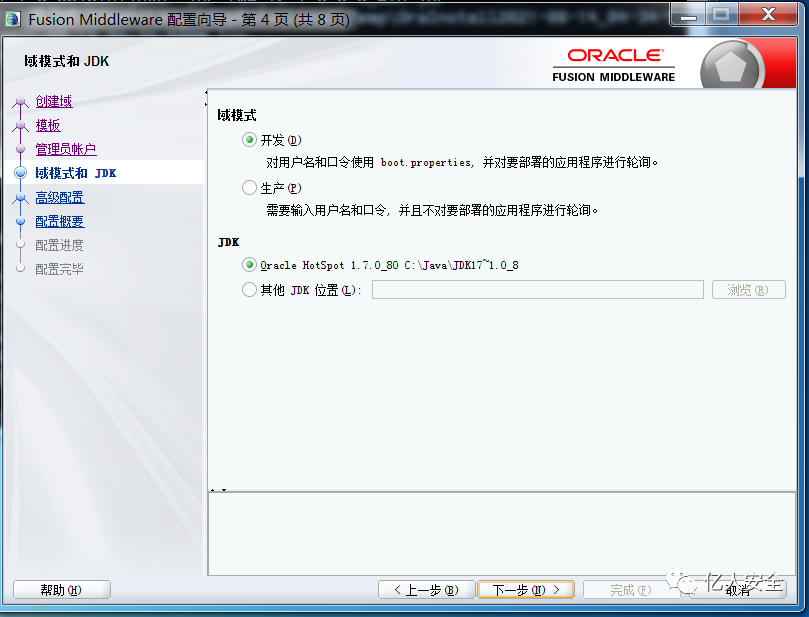 Fusion Middleware 配置向导 - 第 4 页 (共 8 页)
域模式和 JDK
ORACLE
FUSION MIDDLEWARE
创建域
模板
管理员帐户
域模式和 JDK
高级配置
配置概要
配置进度
配置完毕
域模式
开发 (D)
对用户名和口令使用 boot.properties, 并对要部署的应用程序进行轮询。
生产 (P)
需要输入用户名和口令, 并且不对要部署的应用程序进行轮询。
JDK
Oracle HotSpot 1.7.0_80 C:\Java\JDK17~1.0_8
其他 JDK 位置 (L):
浏览 (R)
帮助 (H)
< 上一步 (B)
下一步 (N) >
完成 (F)
取消
亿人安全